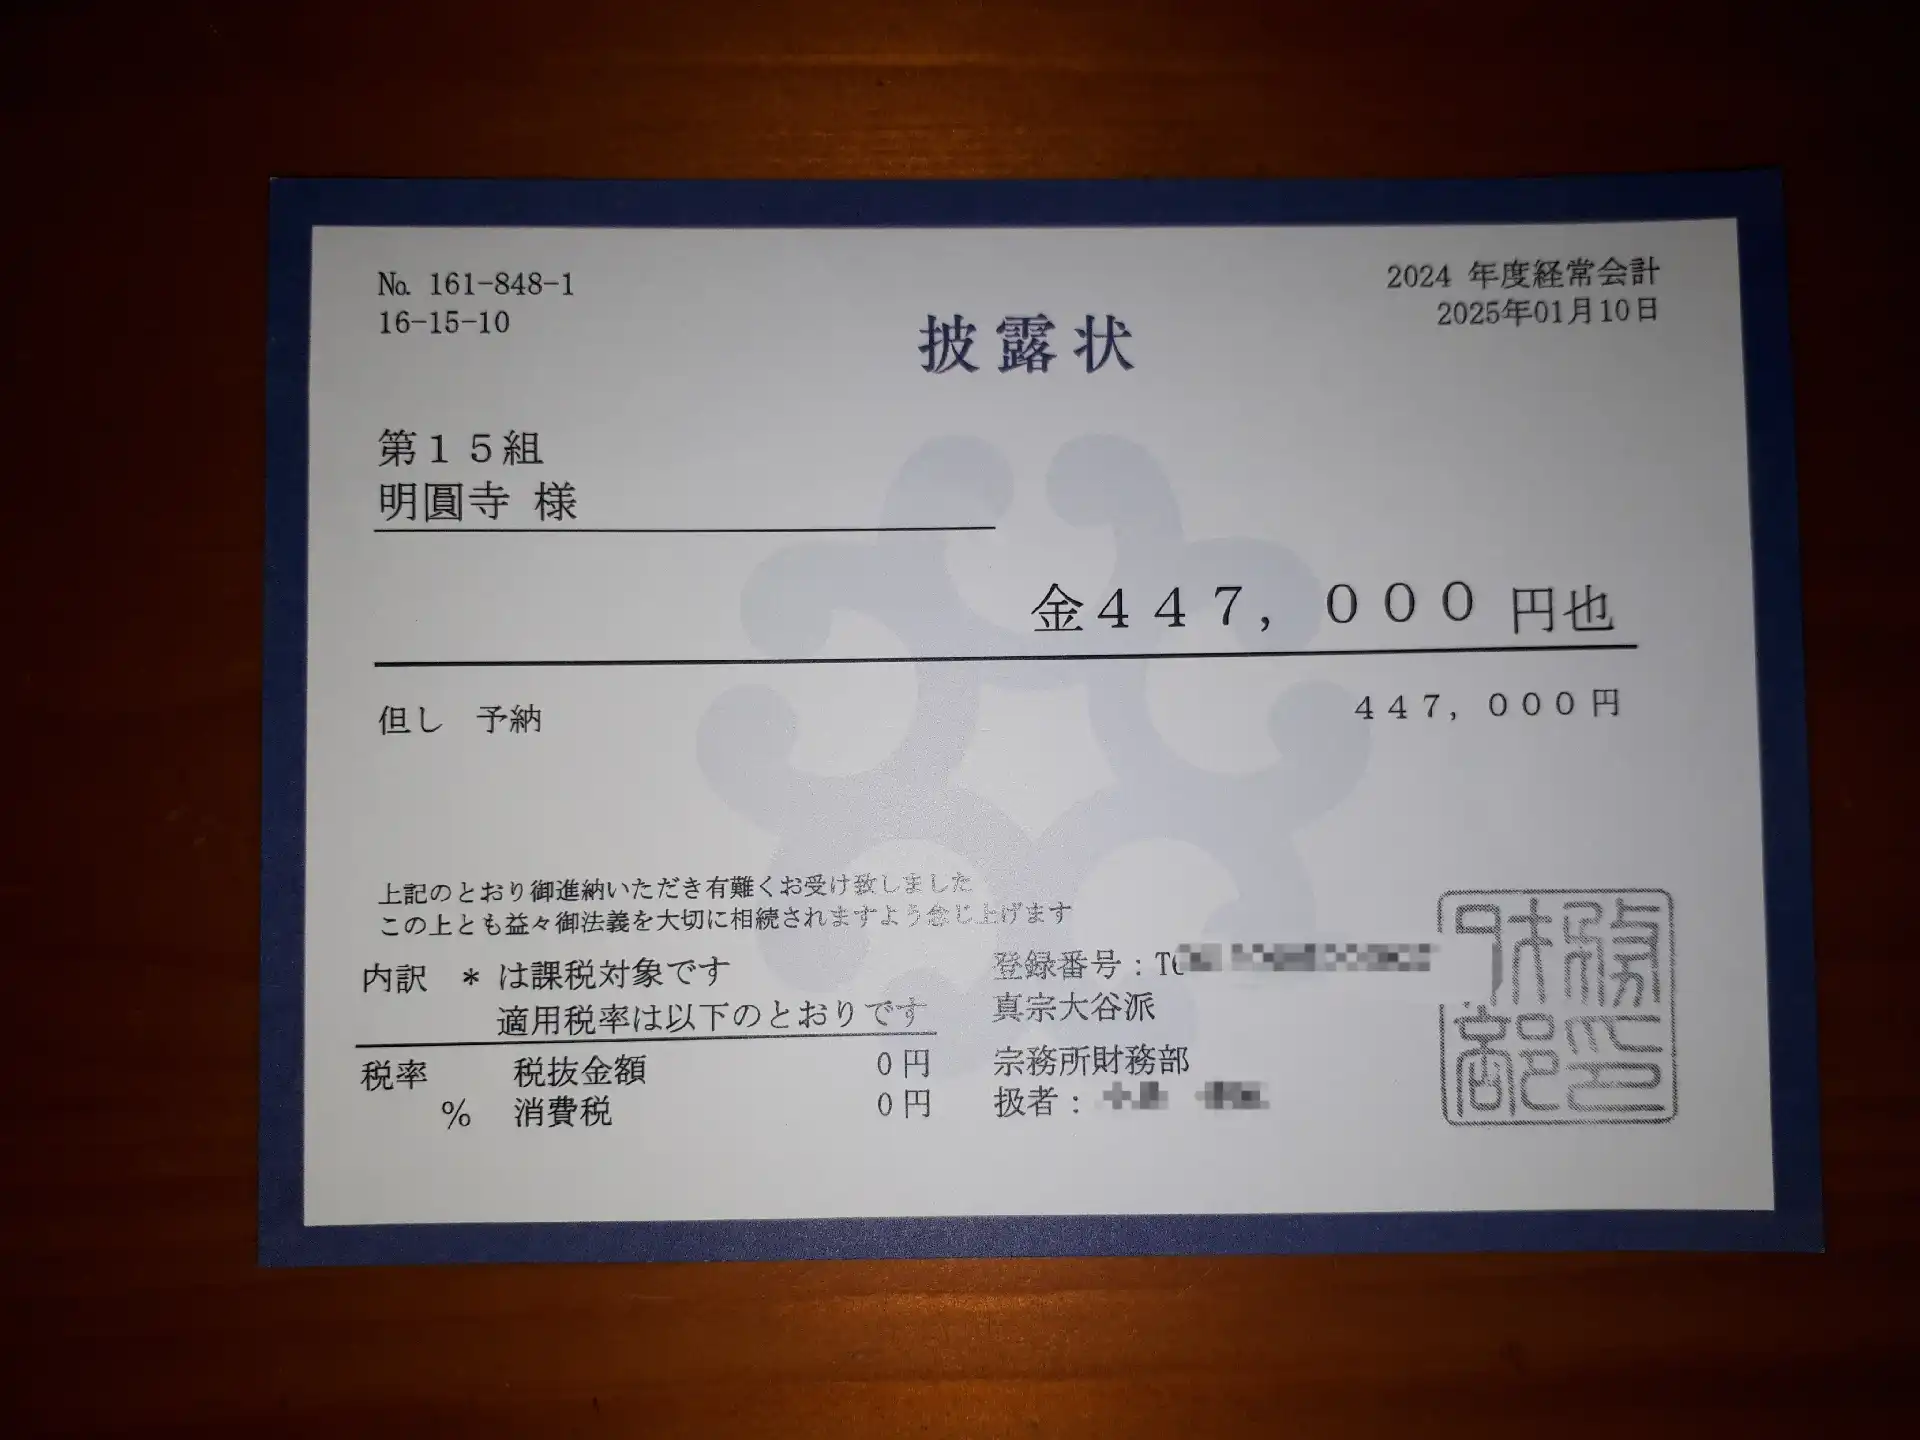 № 161-848-1
16-15-10
2024 年度経常会計
2025年01月10日
披露状
第15組
明圓寺 様
金447,000円也
但し 予納 447,000円
上記のとおり御進納いただき有難くお受け致しました
この上とも益々御法義を大切に相続されますよう念じ上げます
内訳 * は課税対象です
適用税率は以下のとおりです
税率 税抜金額 0円
% 消費税 0円
登録番号:T
真宗大谷派
宗務所財務部
扱者:
財務
部印